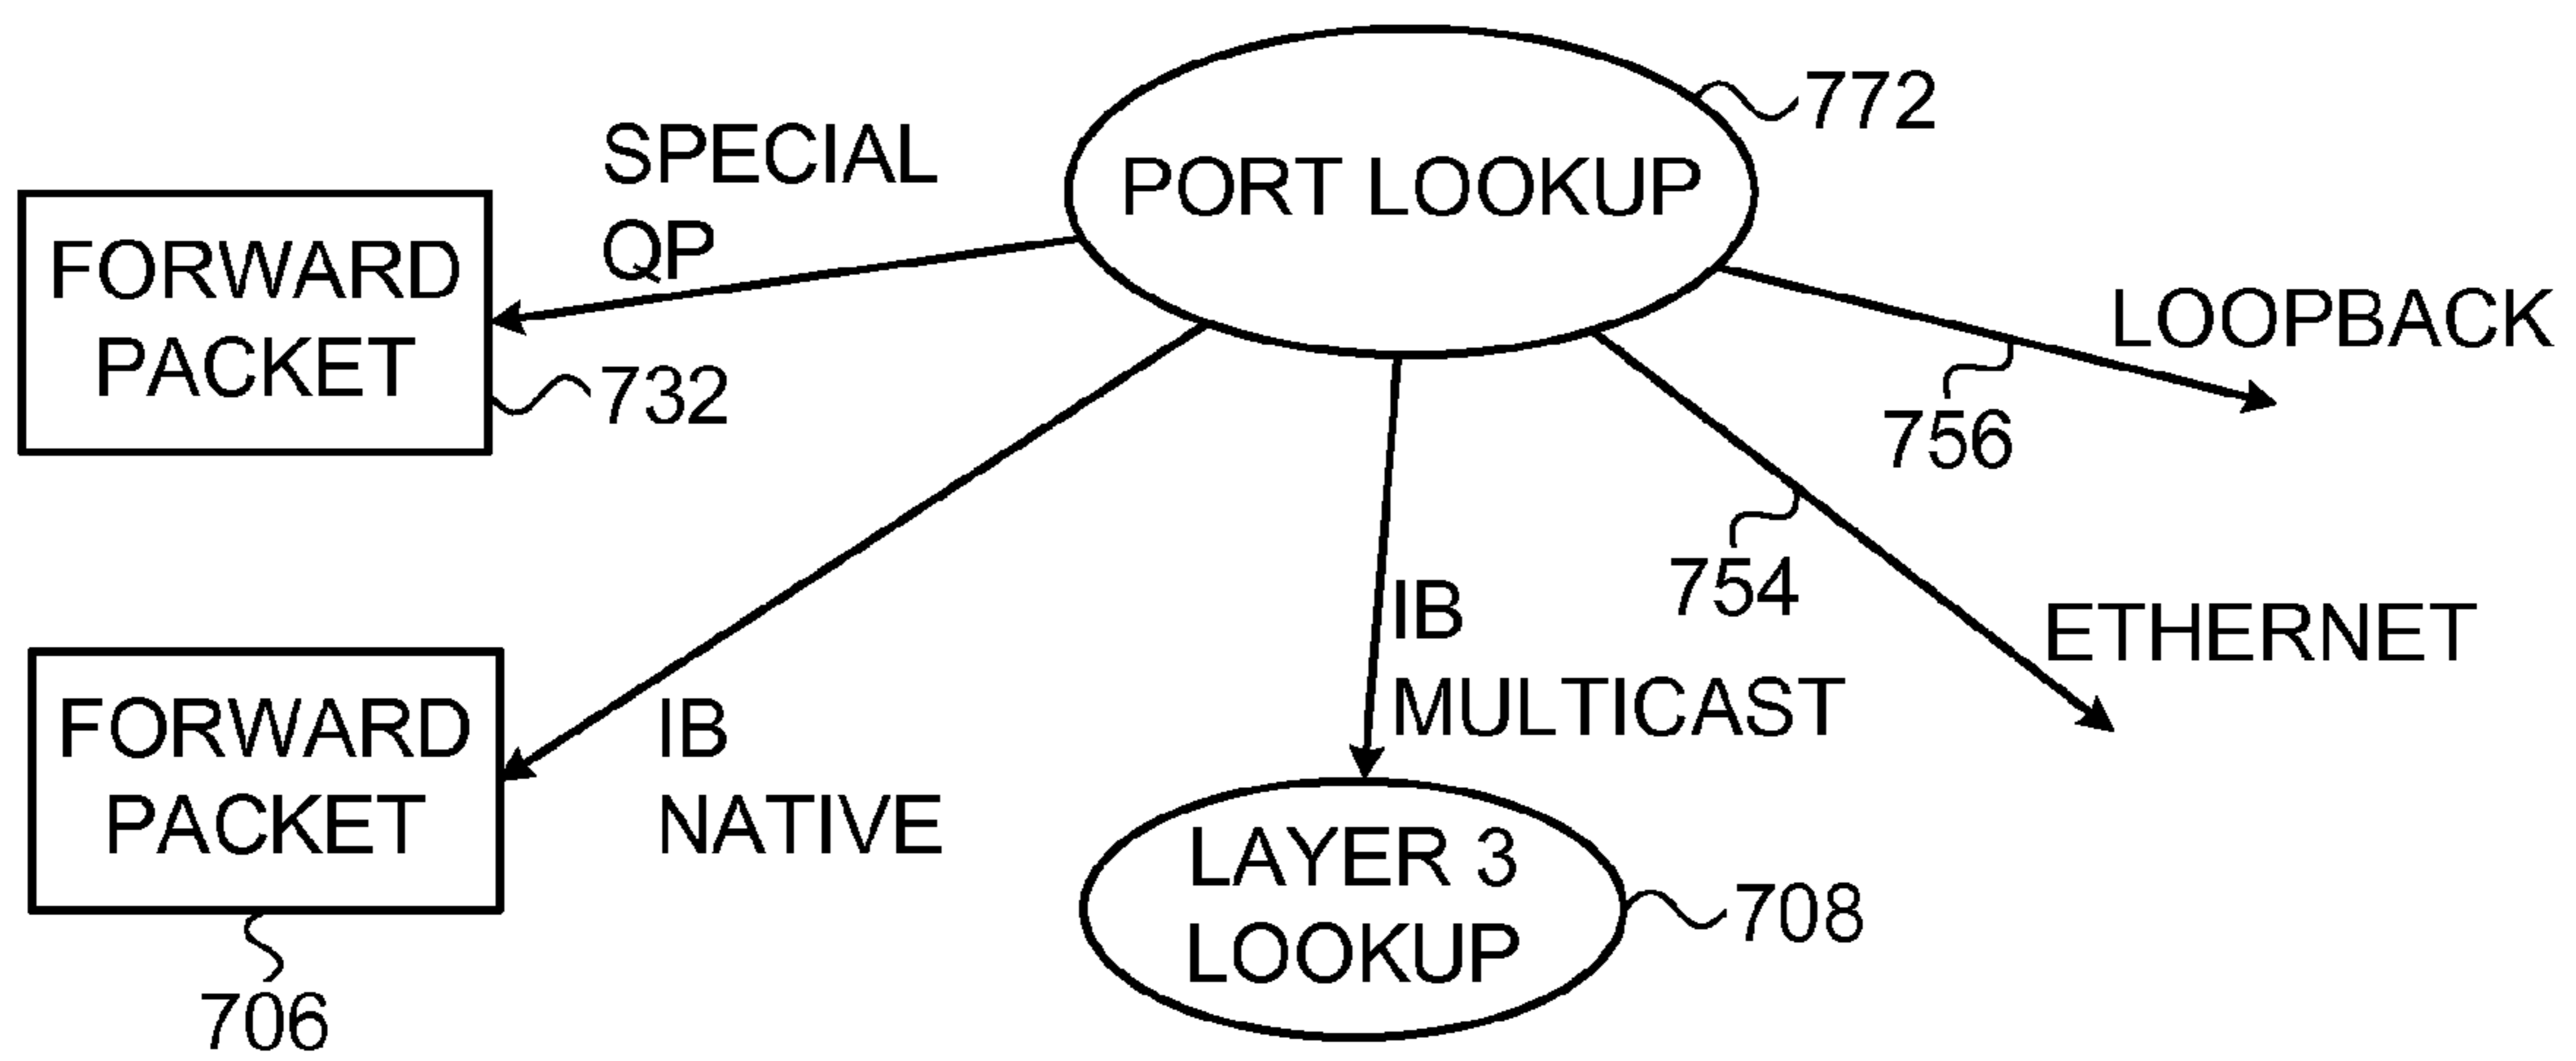 772
PORT LOOKUP
SPECIAL
QP
FORWARD
PACKET
732
LOOPBACK
756
754
ETHERNET
IB
MULTICAST
IB
NATIVE
FORWARD
PACKET
706
LAYER 3
LOOKUP
708